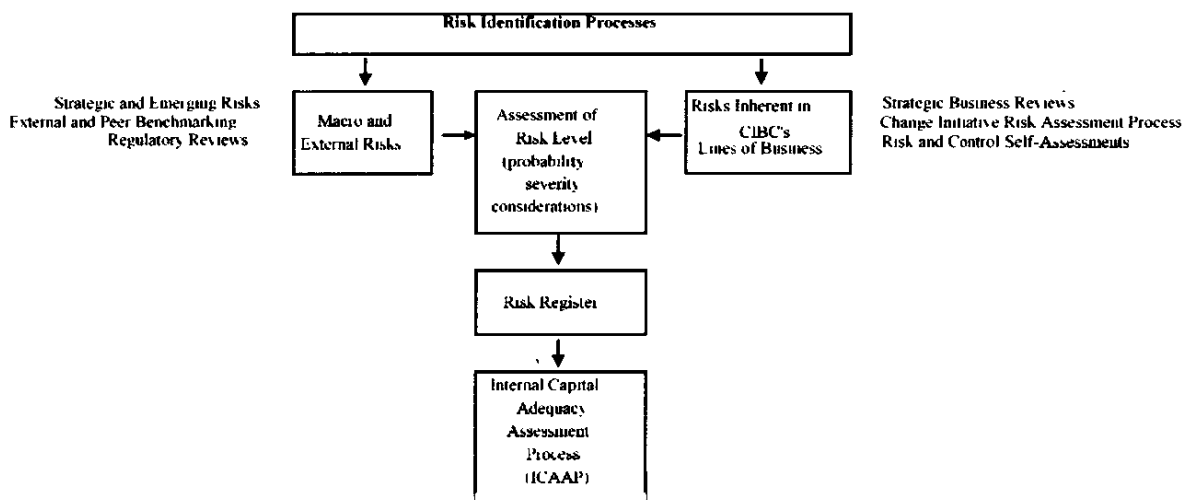 Risk Identification Processes
Strategic and Emerging Risks
External and Peer Benchmarking
Regulatory Reviews
Macro and
External Risks
Assessment of
Risk Level
(probability
severity
considerations)
Risks Inherent in
CIBC's
Lines of Business
Strategic Business Reviews
Change Initiative Risk Assessment Process
Risk and Control Self-Assessments
Risk Register
Internal Capital
Adequacy
Assessment
Process
(ICAAP)